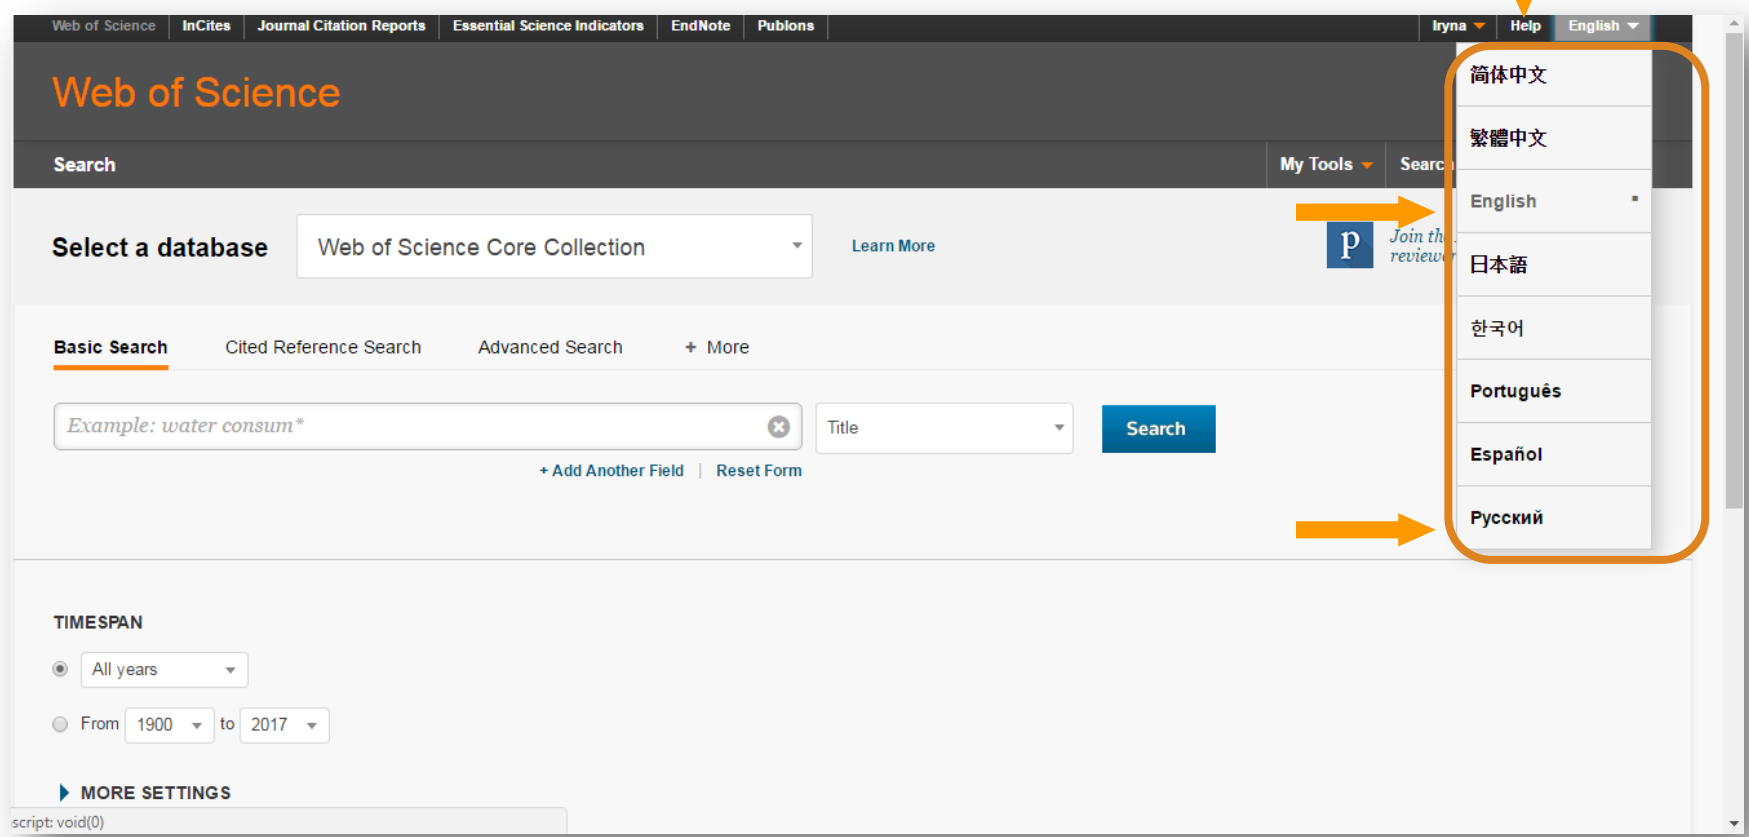 Web of Science InCites Journal Citation Reports Essential Science Indicators EndNote Publons Iryna Help English
Web of Science
简体中文
繁體中文
Search My Tools Searc
English
Select a database Web of Science Core Collection Learn More
p Join th
reviewer
日本語
한국어
Basic Search Cited Reference Search Advanced Search + More
Português
Example: water consum* Title Search
Español
+ Add Another Field | Reset Form
Русский
TIMESPAN
All years
From 1900 to 2017
MORE SETTINGS
script: void(0)